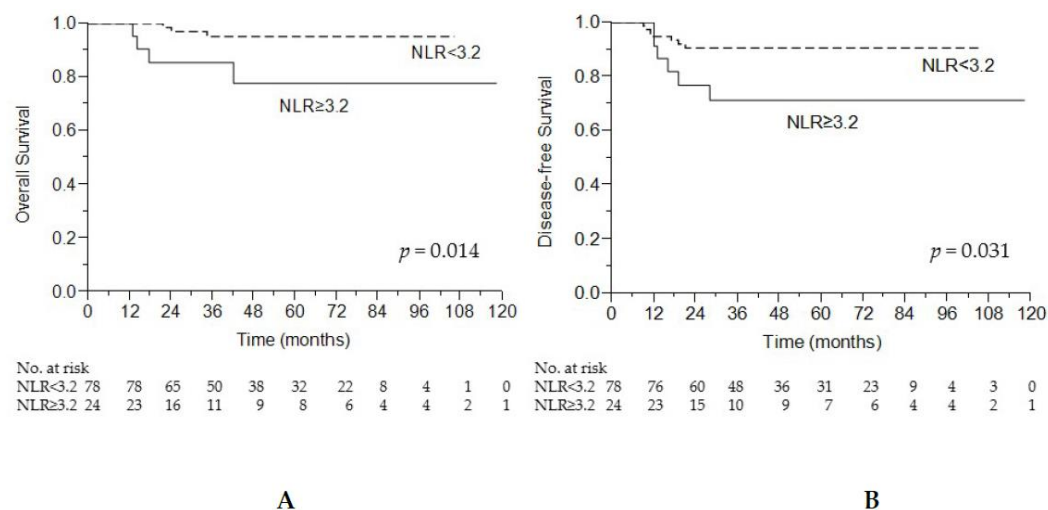 Overall Survival
1.0
0.8
0.6
0.4
0.2
0.0
NLR<3.2
NLR≥3.2
p = 0.014
0 12 24 36 48 60 72 84 96 108 120
Time (months)
No. at risk
NLR<3.2 78 78 65 50 38 32 22 8 4 1 0
NLR≥3.2 24 23 16 11 9 8 6 4 4 2 1
A
Disease-free Survival
1.0
0.8
0.6
0.4
0.2
0.0
NLR<3.2
NLR≥3.2
p = 0.031
0 12 24 36 48 60 72 84 96 108 120
Time (months)
No. at risk
NLR<3.2 78 76 60 48 36 31 23 9 4 3 0
NLR≥3.2 24 23 15 10 9 7 6 4 4 2 1
B